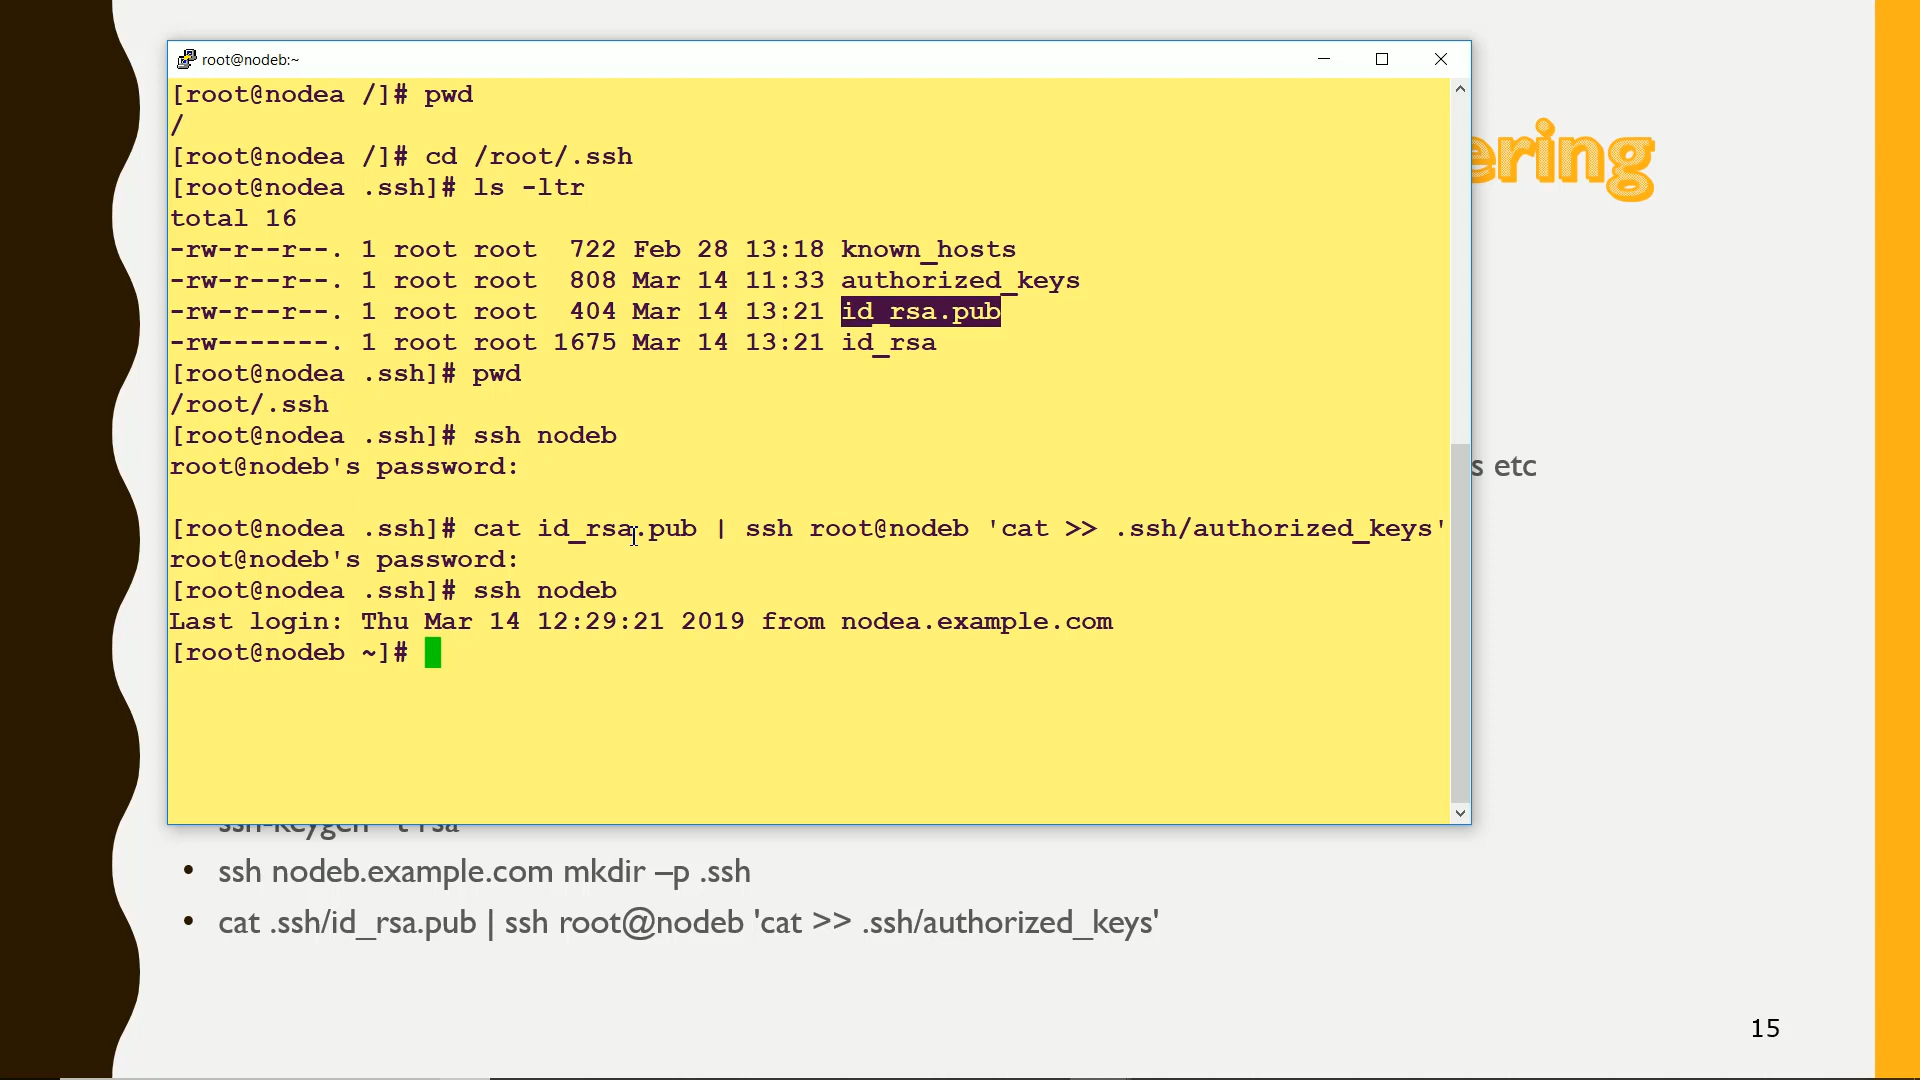 root@nodeb:~
[root@nodea /]# pwd
/
[root@nodea /]# cd /root/.ssh
[root@nodea .ssh]# ls -ltr
total 16
-rw-r--r--. 1 root root  722 Feb 28 13:18 known_hosts
-rw-r--r--. 1 root root  808 Mar 14 11:33 authorized_keys
-rw-r--r--. 1 root root  404 Mar 14 13:21 id_rsa.pub
-rw-------. 1 root root 1675 Mar 14 13:21 id_rsa
[root@nodea .ssh]# pwd
/root/.ssh
[root@nodea .ssh]# ssh nodeb
root@nodeb's password:
[root@nodea .ssh]# cat id_rsa.pub | ssh root@nodeb 'cat >> .ssh/authorized_keys'
root@nodeb's password:
[root@nodea .ssh]# ssh nodeb
Last login: Thu Mar 14 12:29:21 2019 from nodea.example.com
[root@nodeb ~]#
ering
s etc
• ssh nodeb.example.com mkdir –p .ssh
• cat .ssh/id_rsa.pub | ssh root@nodeb 'cat >> .ssh/authorized_keys'
15